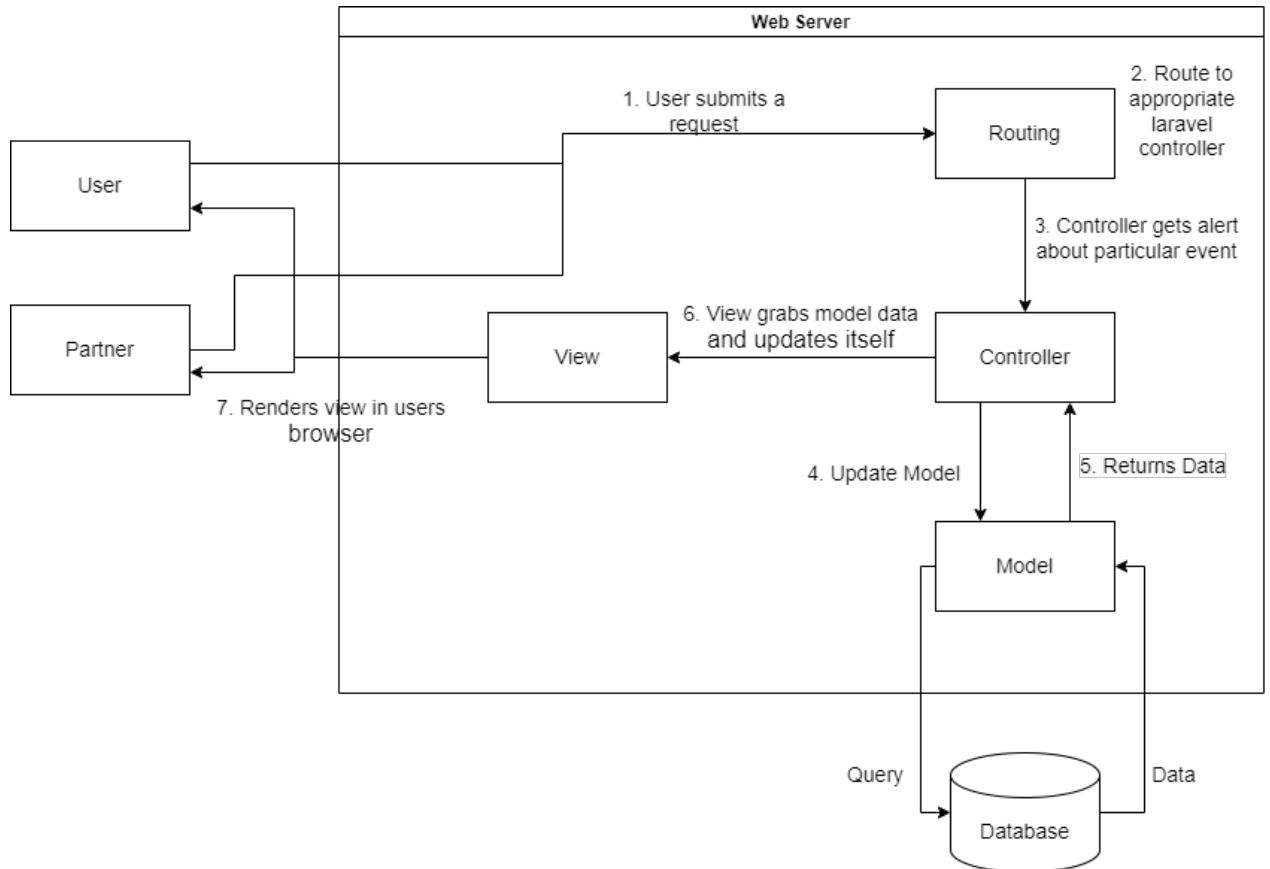 Web Server
1. User submits a
request
Routing
2. Route to
appropriate
laravel
controller
User
3. Controller gets alert
about particular event
Partner
View
6. View grabs model data
and updates itself
Controller
7. Renders view in users
browser
4. Update Model
5. Returns Data
Model
Query
Data
Database